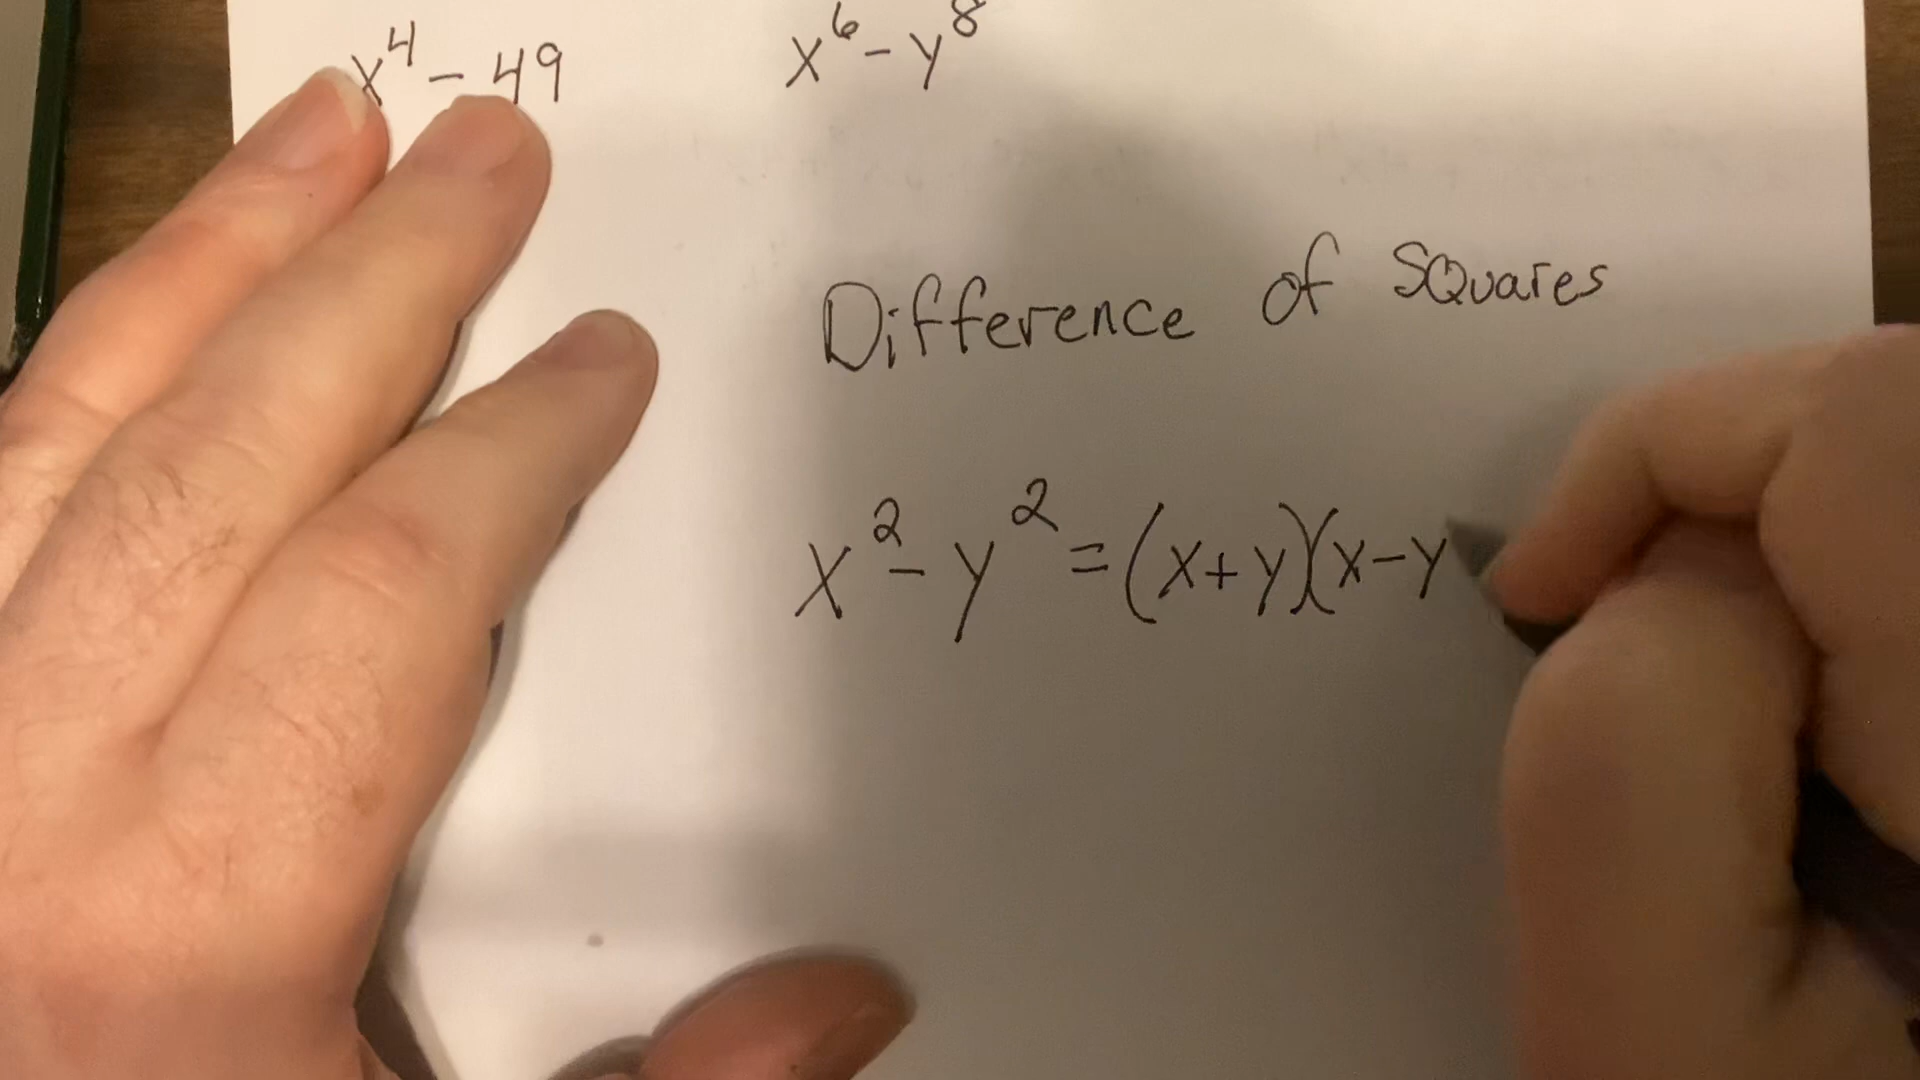 x⁴ - 49
x⁶ - y⁸
Difference of Squares
x² - y² = (x+y)(x-y